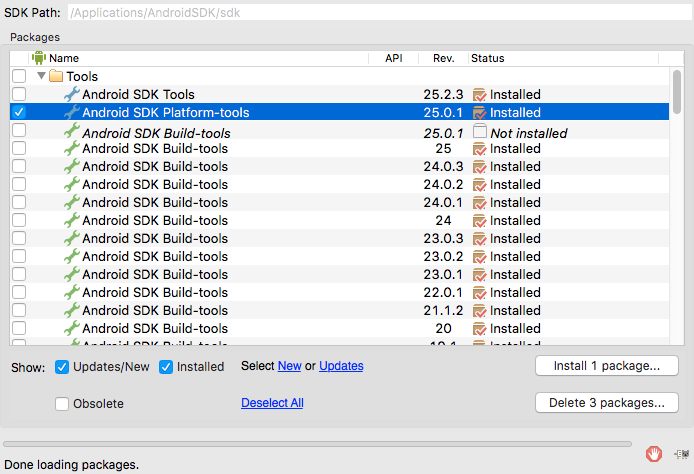 SDK Path: /Applications/AndroidSDK/sdk
Packages
Name API Rev. Status
Tools
Android SDK Tools 25.2.3 Installed
Android SDK Platform-tools 25.0.1 Installed
Android SDK Build-tools 25.0.1 Not installed
Android SDK Build-tools 25 Installed
Android SDK Build-tools 24.0.3 Installed
Android SDK Build-tools 24.0.2 Installed
Android SDK Build-tools 24.0.1 Installed
Android SDK Build-tools 24 Installed
Android SDK Build-tools 23.0.3 Installed
Android SDK Build-tools 23.0.2 Installed
Android SDK Build-tools 23.0.1 Installed
Android SDK Build-tools 22.0.1 Installed
Android SDK Build-tools 21.1.2 Installed
Android SDK Build-tools 20 Installed
Android SDK Build-tools 19.1 Installed
Show: Updates/New Installed Select New or Updates Install 1 package...
Obsolete Deselect All Delete 3 packages...
Done loading packages.